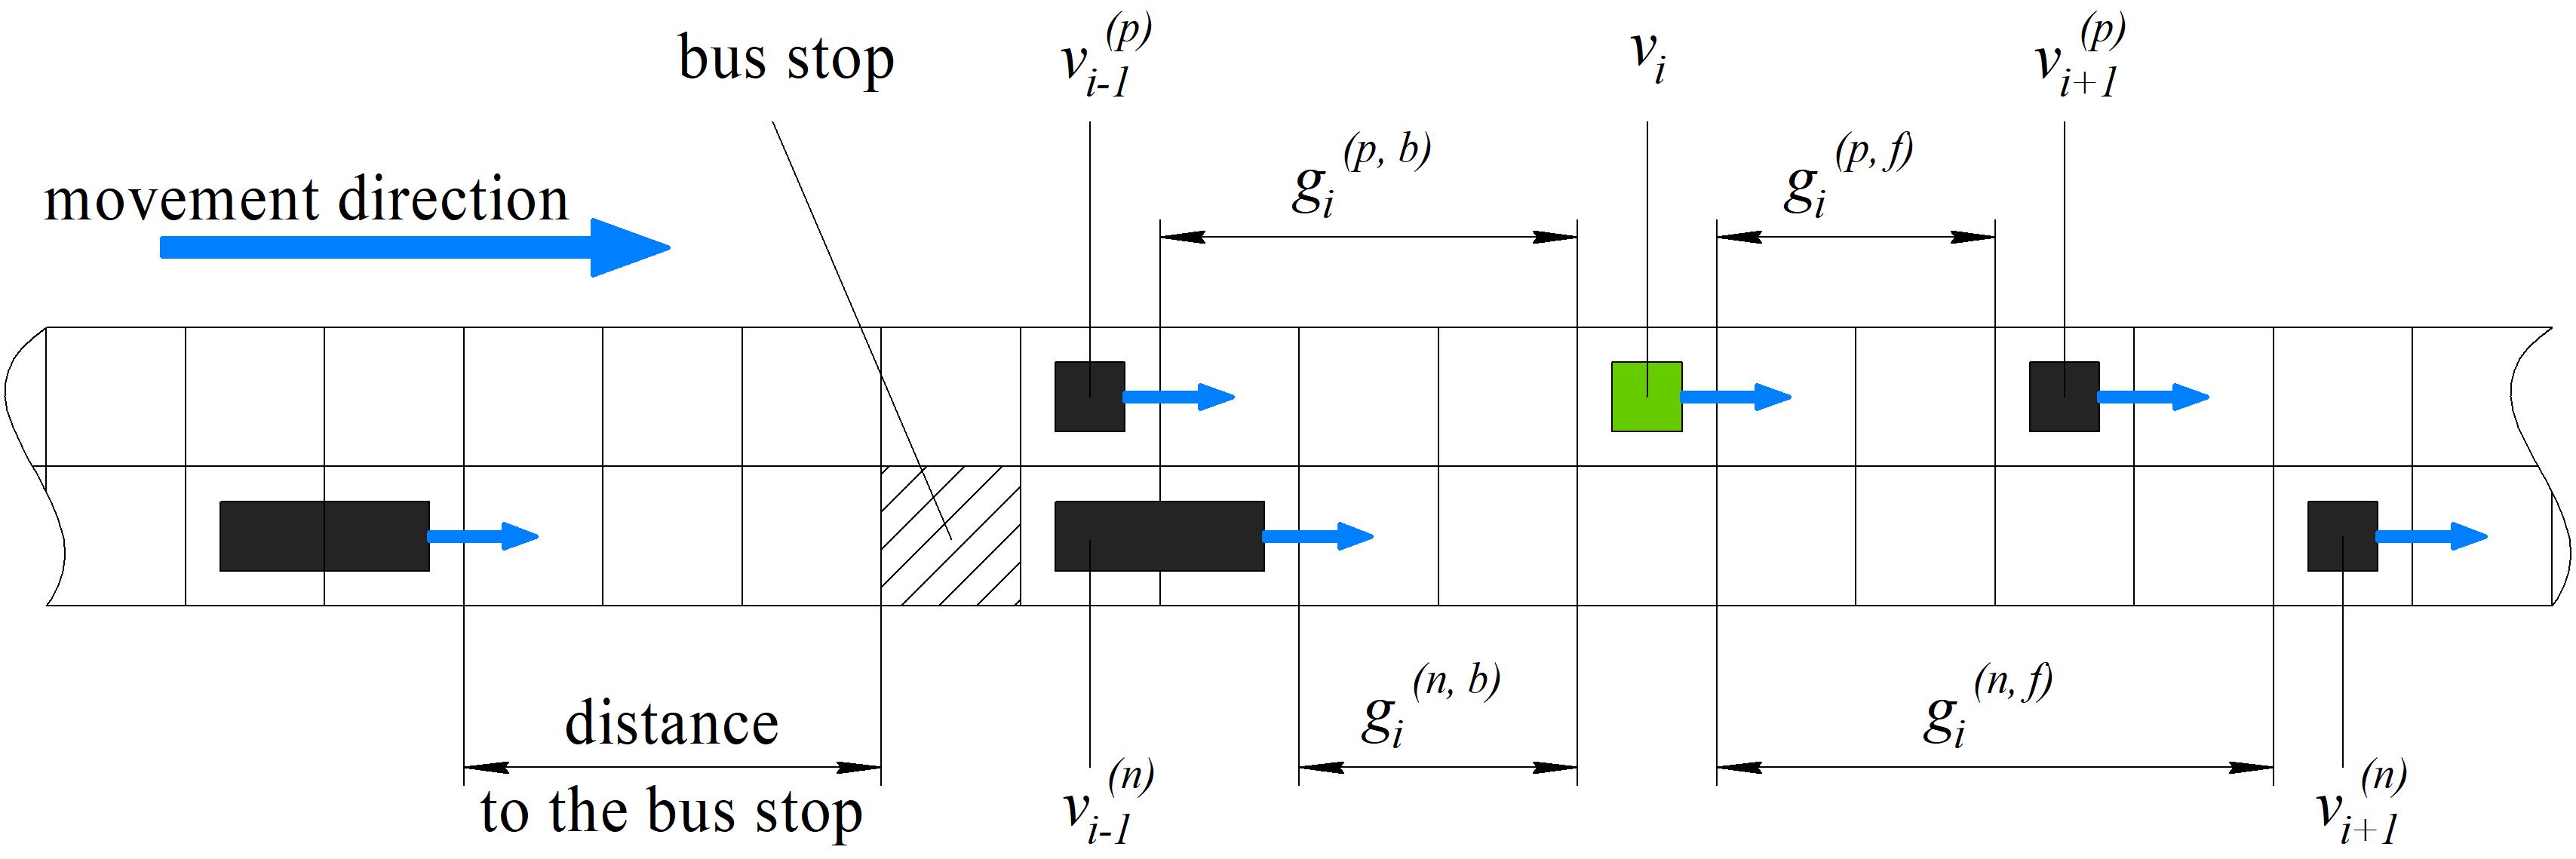 bus stop
v_{i-1}^{(p)}
v_i
v_{i+1}^{(p)}
movement direction
g_i^{(p, b)}
g_i^{(p, f)}
distance
to the bus stop
g_i^{(n, b)}
g_i^{(n, f)}
v_{i-1}^{(n)}
v_{i+1}^{(n)}